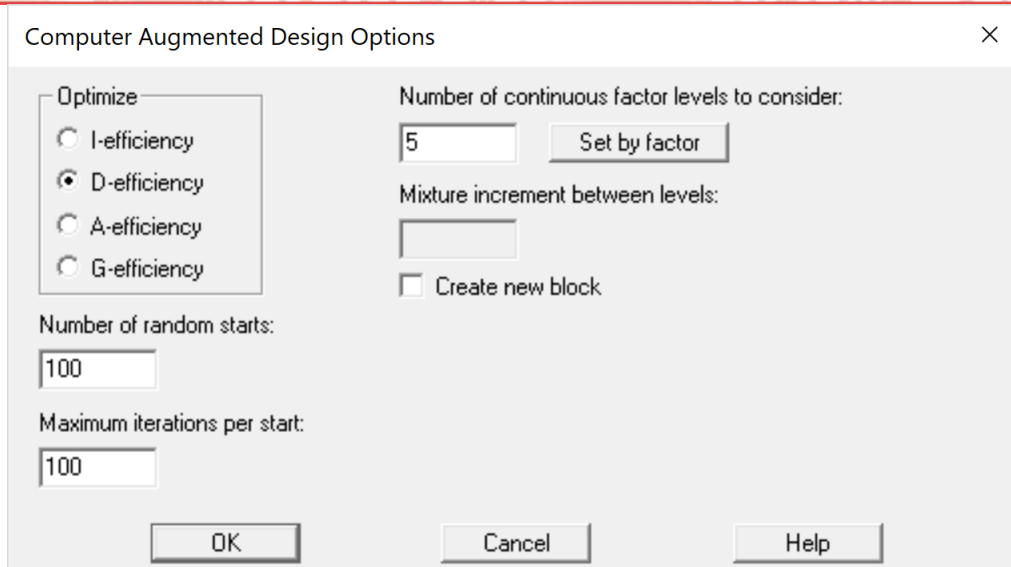 Computer Augmented Design Options
Optimize
I-efficiency
D-efficiency
A-efficiency
G-efficiency
Number of random starts:
100
Maximum iterations per start:
100
Number of continuous factor levels to consider:
5
Set by factor
Mixture increment between levels:
Create new block
OK
Cancel
Help